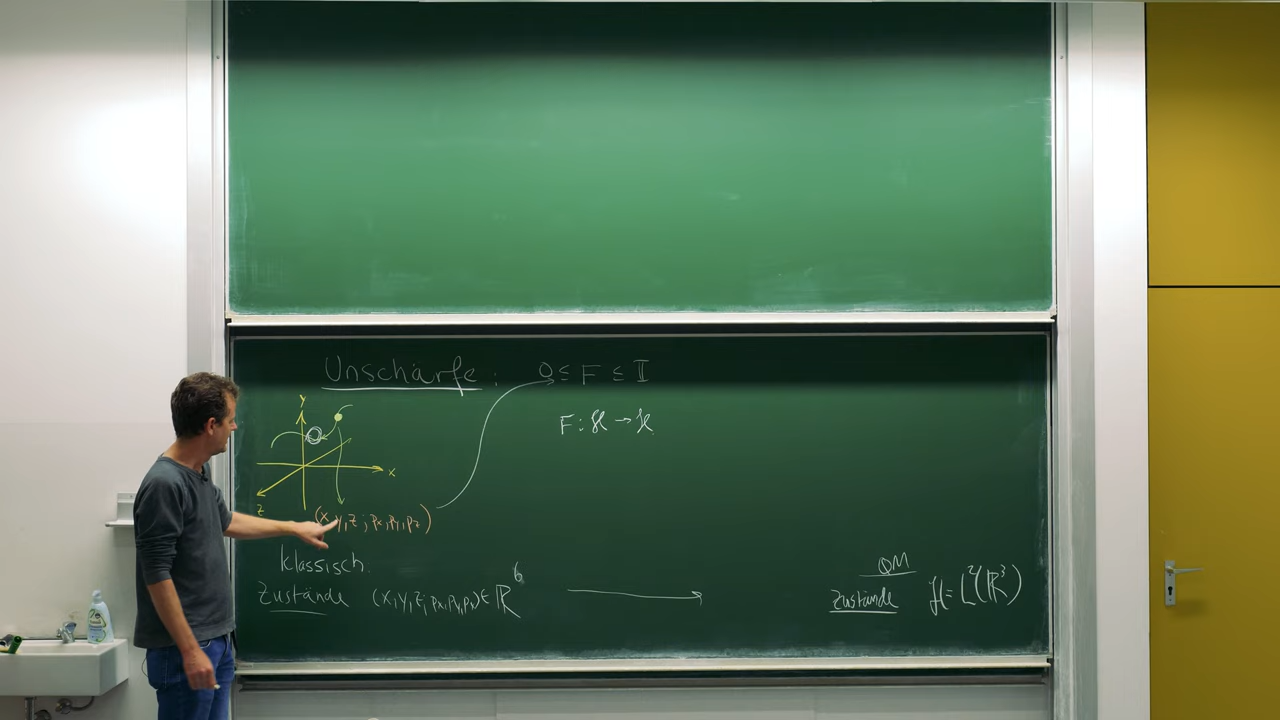 Unschärfe: 0 ≤ F ≤ 𝕀
F: ℋ → ℋ
y
x
z
(x,y,z; px,py,pz)
klassisch
Zustände (x,y,z; px,py,pz) ∈ ℝ⁶ ⟶
QM
Zustände ℋ = L²(ℝ³)